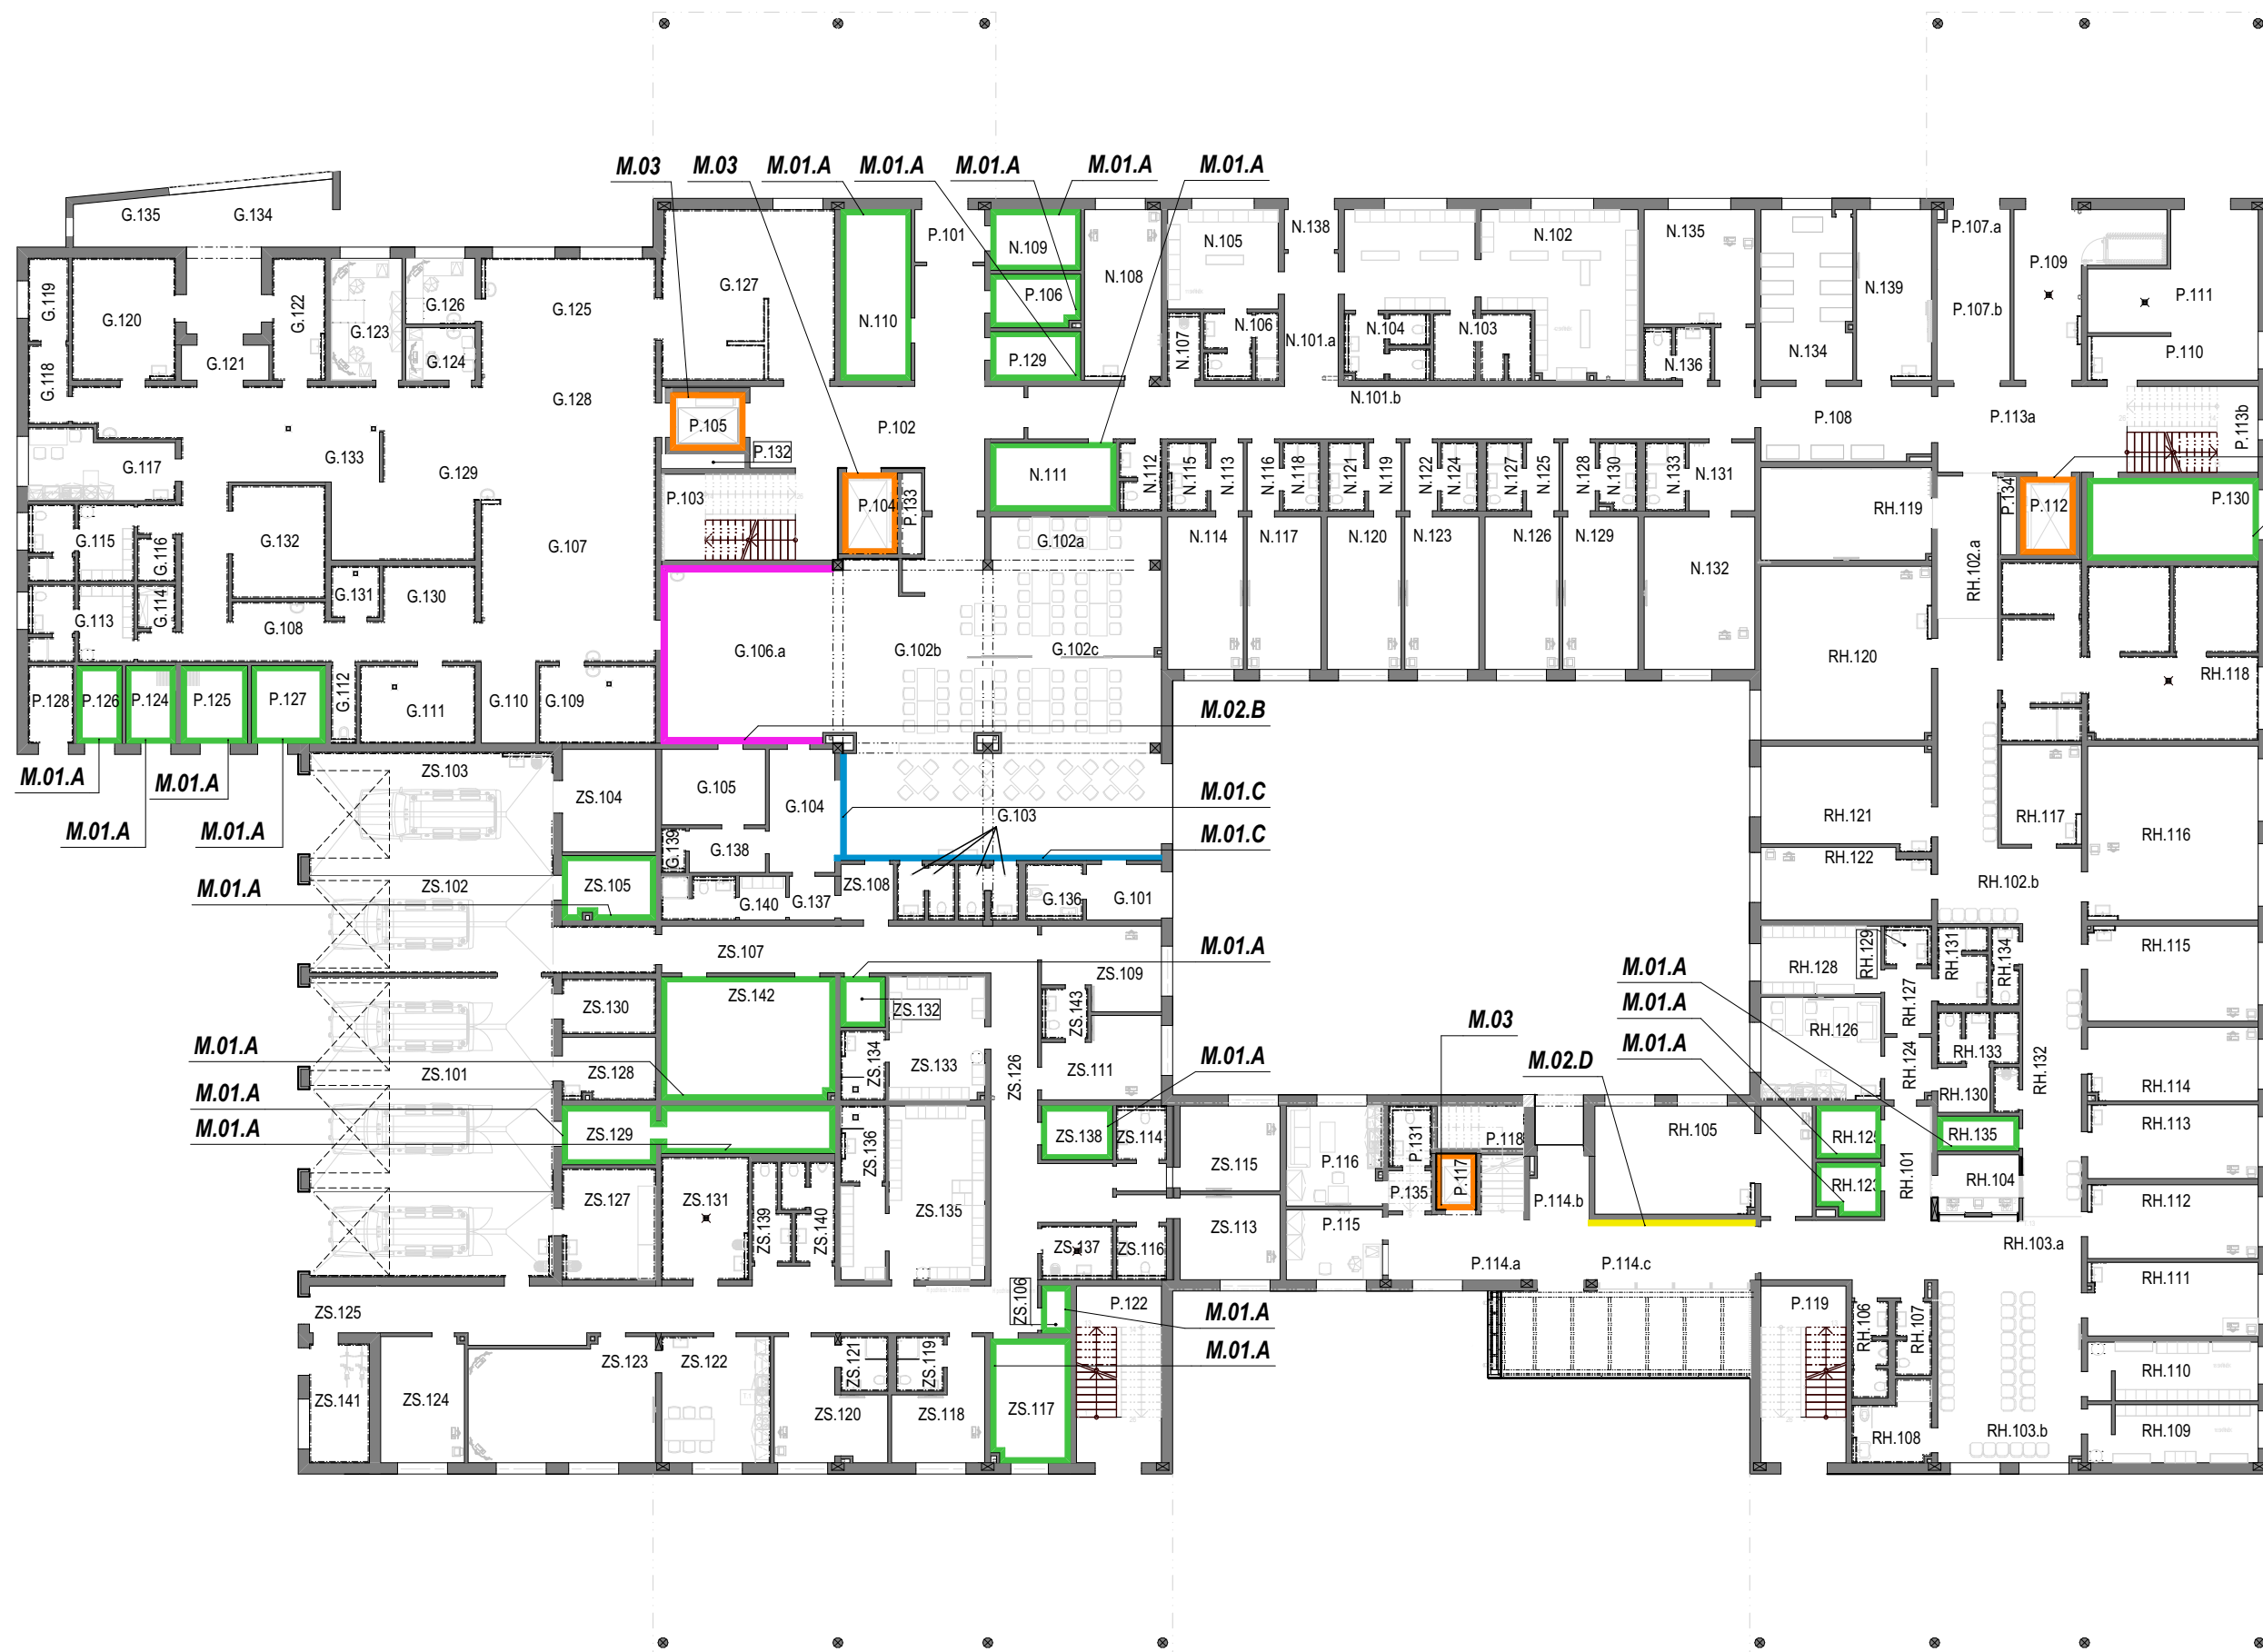 M.03 M.03 M.01.A M.01.A M.01.A M.01.A M.01.A
G.135 G.134 P.101 N.109 N.105 N.138 N.102 N.135 P.107.a
G.119 G.120 G.122 G.126 G.125 G.127 N.110 P.106 N.108 N.139 P.109
G.123 G.124 G.121 G.118 P.129 N.107 N.106 N.101.a N.104 N.103 N.136 N.134 P.107.b P.111 P.110
G.128 P.105 P.102 N.101.b P.108 P.113a P.113b
G.117 G.133 G.129 P.132 N.111 N.112 N.115 N.113 N.116 N.118 N.121 N.119 N.122 N.124 N.127 N.125 N.128 N.130 N.133 N.131
P.103 P.104 P.133 RH.119 P.134 P.112 P.130
G.115 G.116 G.132 G.107 G.102a N.114 N.117 N.120 N.123 N.126 N.129 N.132 RH.102.a
G.131 G.130 G.113 G.114 G.108
G.106.a G.102b G.102c RH.120 RH.118
P.128 P.126 P.124 P.125 P.127 G.112 G.111 G.110 G.109
M.02.B
M.01.A M.01.A ZS.103 ZS.104 G.105 G.104 M.01.C
G.103 RH.121 RH.117 RH.116
M.01.A M.01.A G.139 G.138 M.01.C
RH.122
M.01.A ZS.102 ZS.105 ZS.108 G.140 G.137 G.136 G.101 RH.102.b
ZS.107 M.01.A RH.129 RH.131 RH.134 RH.115
ZS.109 M.01.A RH.128
ZS.130 ZS.142 ZS.132 ZS.143 M.01.A RH.127
M.03 RH.126
M.01.A ZS.134 ZS.133 ZS.126 M.01.A M.02.D M.01.A RH.124 RH.133 RH.132
ZS.101 ZS.128 ZS.111 RH.130 RH.114
M.01.A
M.01.A ZS.129 ZS.136 ZS.138 ZS.114 P.131 P.118 RH.105 RH.125 RH.135 RH.113
ZS.115 P.116 P.135 P.117 P.114.b RH.123 RH.101 RH.104
ZS.127 ZS.131 ZS.139 ZS.140 ZS.135 RH.112
ZS.137 ZS.116 ZS.113 P.115 P.114.a P.114.c RH.103.a
ZS.125 ZS.106 P.122 M.01.A P.119 RH.106 RH.107 RH.111
M.01.A
ZS.141 ZS.124 ZS.123 ZS.122 ZS.121 ZS.119 RH.110
ZS.120 ZS.118 ZS.117 RH.108 RH.103.b RH.109